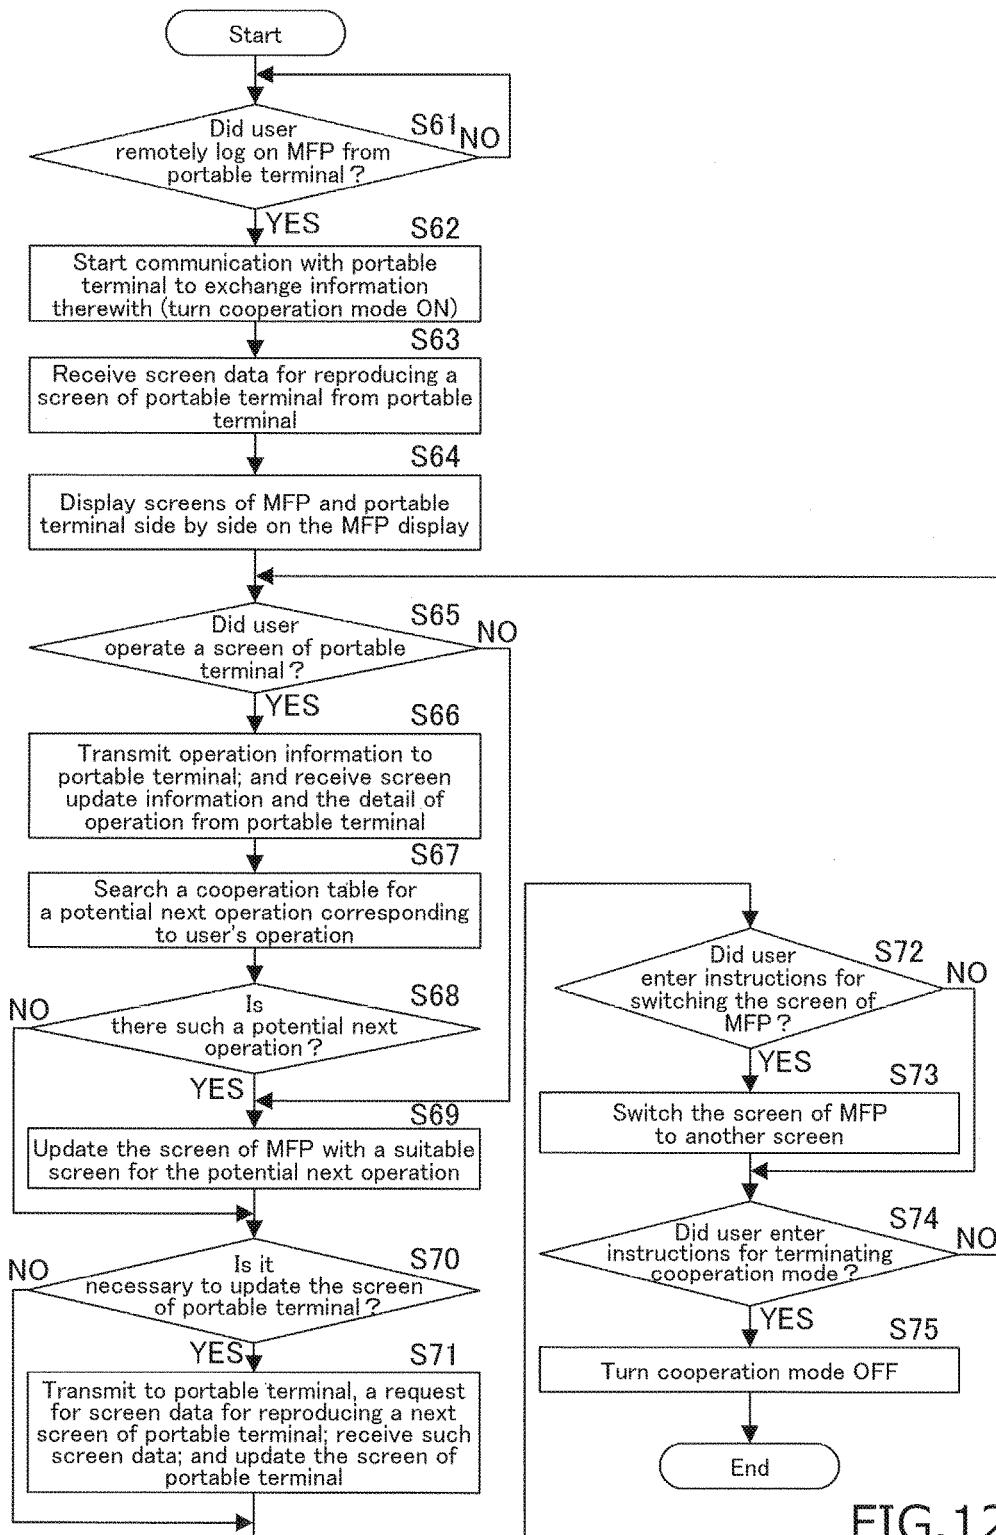 Start
S61
NO
Did user
remotely log on MFP from
portable terminal?
YES
S62
Start communication with portable
terminal to exchange information
therewith (turn cooperation mode ON)
S63
Receive screen data for reproducing a
screen of portable terminal from portable
terminal
S64
Display screens of MFP and portable
terminal side by side on the MFP display
S65
NO
Did user
operate a screen of portable
terminal?
YES
S66
Transmit operation information to
portable terminal; and receive screen
update information and the detail of
operation from portable terminal
S67
Search a cooperation table for
a potential next operation corresponding
to user's operation
S68
NO
Is
there such a potential next
operation?
YES
S69
Update the screen of MFP with a suitable
screen for the potential next operation
S70
NO
Is it
necessary to update the screen
of portable terminal?
YES
S71
Transmit to portable terminal, a request
for screen data for reproducing a next
screen of portable terminal; receive such
screen data; and update the screen of
portable terminal
S72
NO
Did user
enter instructions for
switching the screen of
MFP?
YES
S73
Switch the screen of MFP
to another screen
S74
NO
Did user enter
instructions for terminating
cooperation mode?
YES
S75
Turn cooperation mode OFF
End
FIG.12